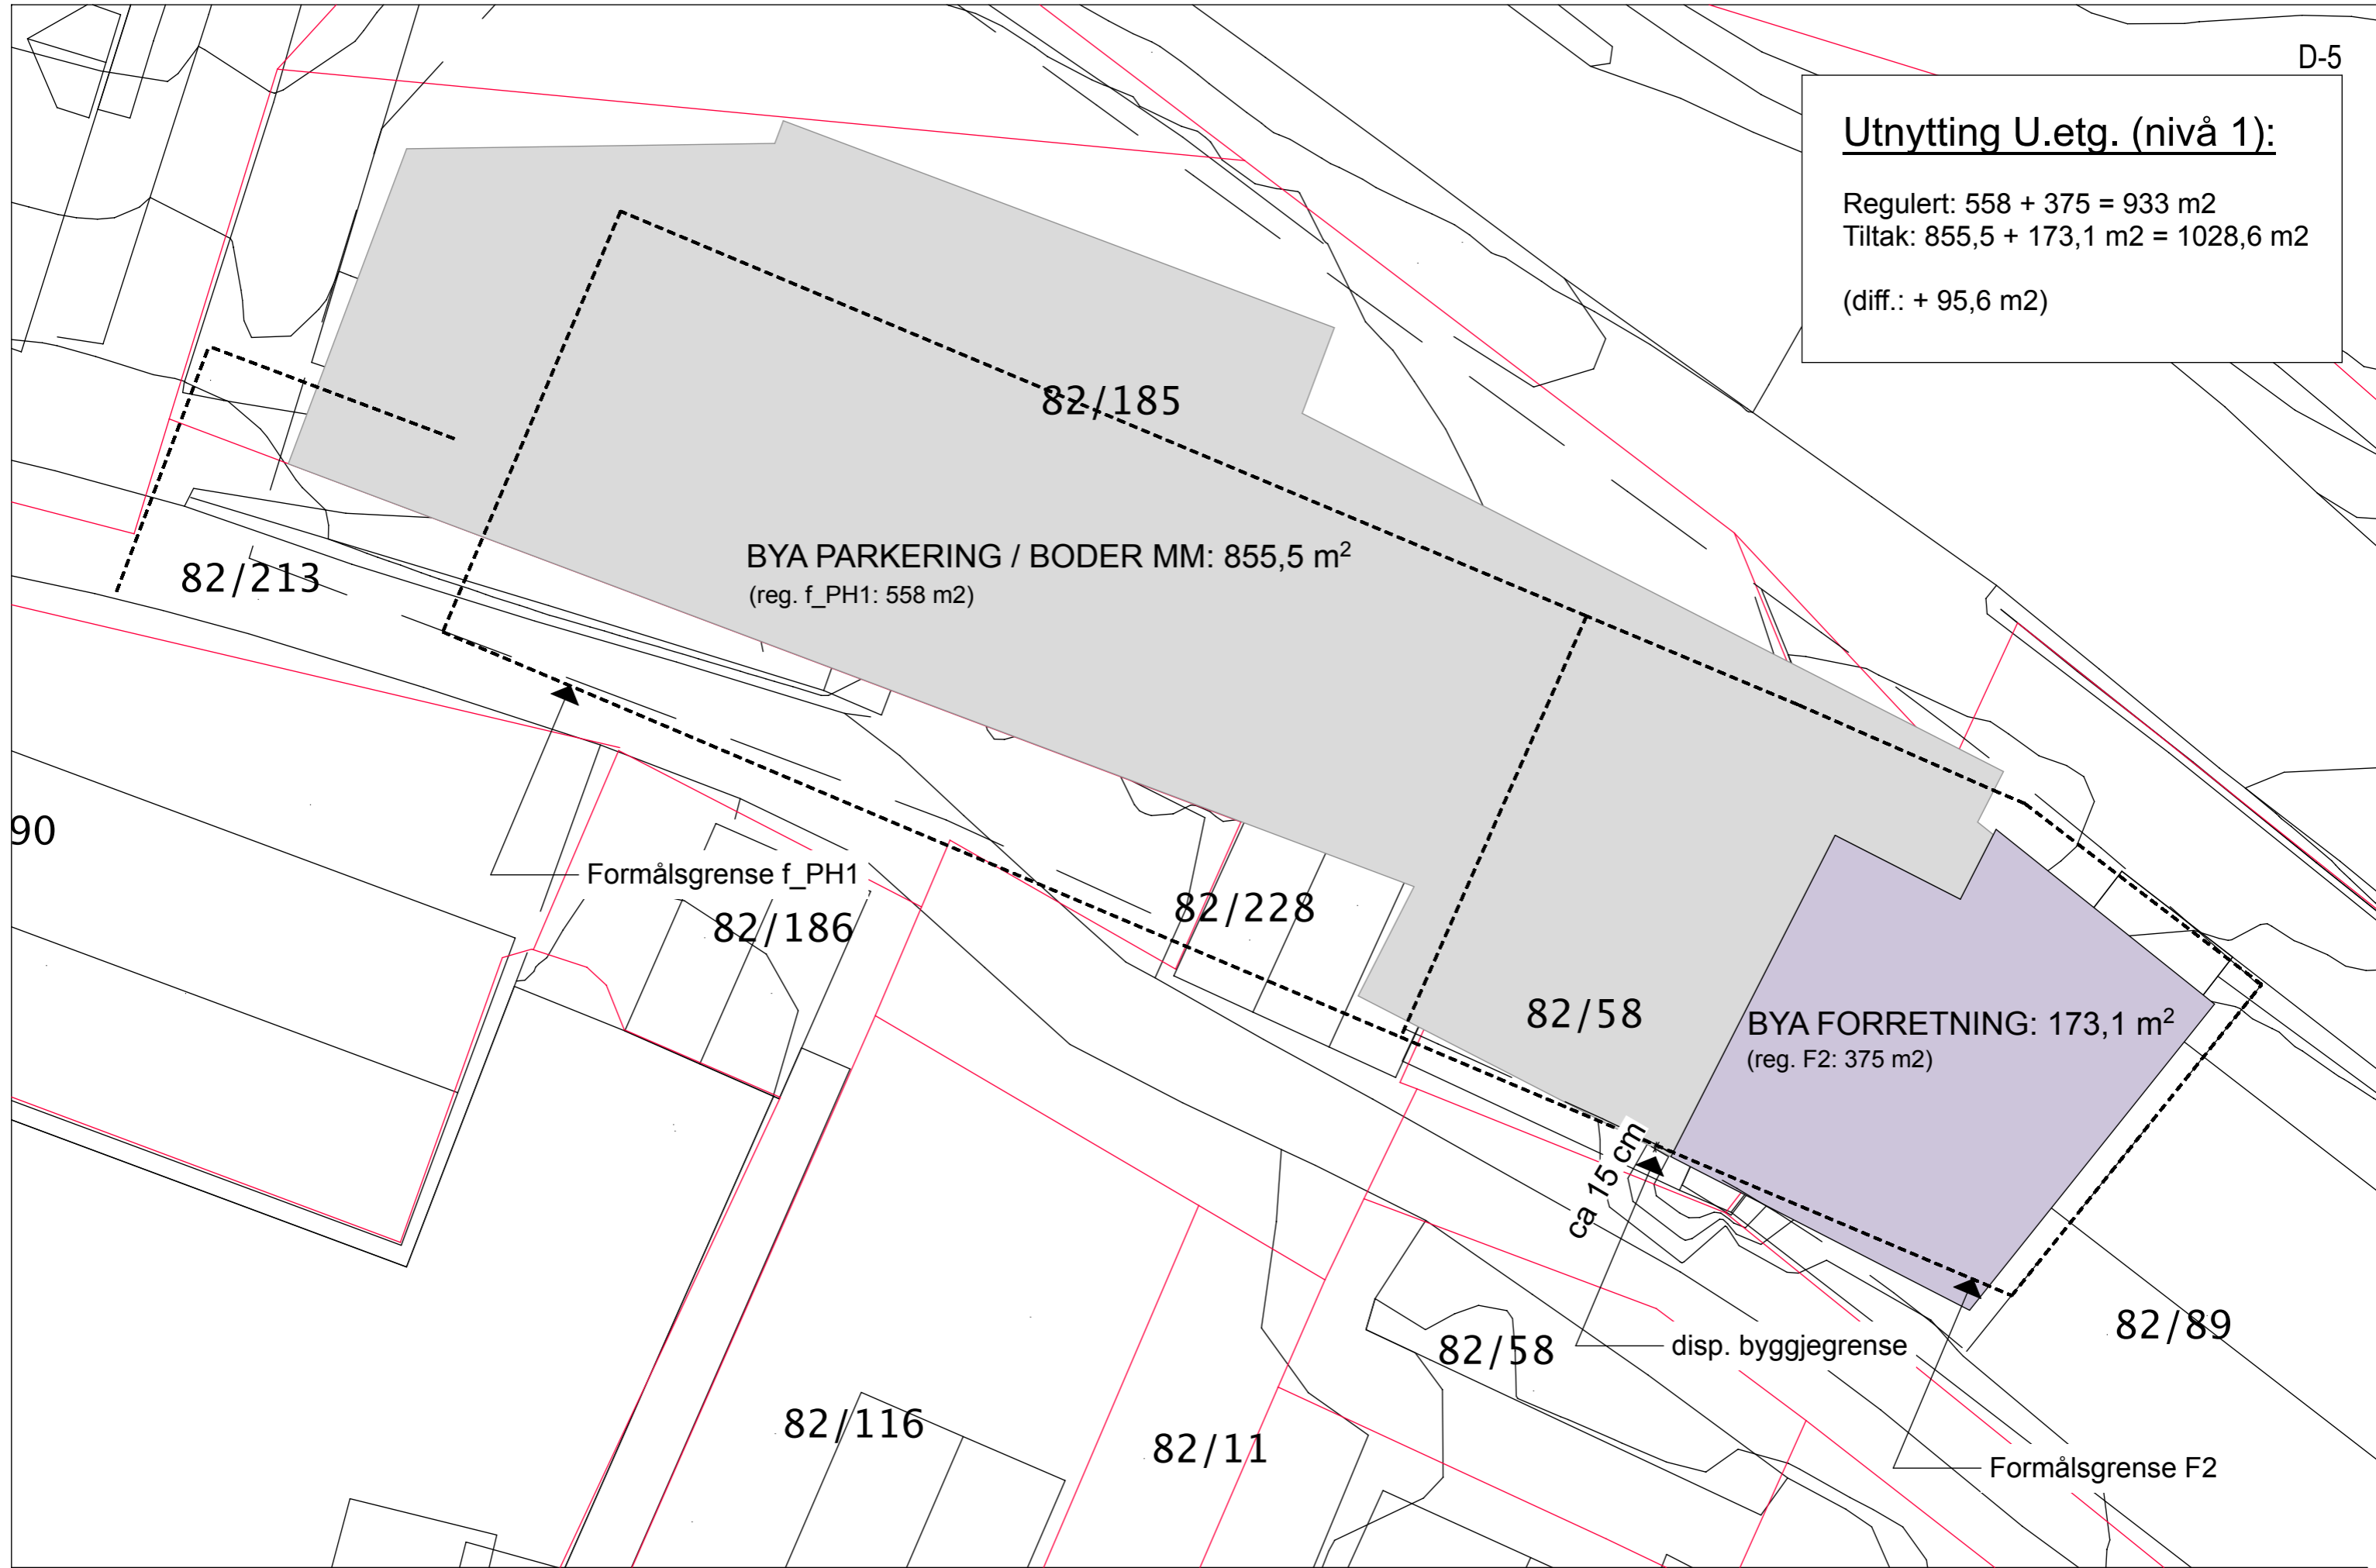 D-5
Utnytting U.etg. (nivå 1):
Regulert: 558 + 375 = 933 m2
Tiltak: 855,5 + 173,1 m2 = 1028,6 m2
(diff.: + 95,6 m2)
82/185
BYA PARKERING / BODER MM: 855,5 m²
(reg. f_PH1: 558 m2)
82/213
90
Formålsgrense f_PH1
82/186
82/228
82/58
BYA FORRETNING: 173,1 m²
(reg. F2: 375 m2)
ca 15 cm
82/89
disp. byggjegrense
82/58
82/116
82/11
Formålsgrense F2